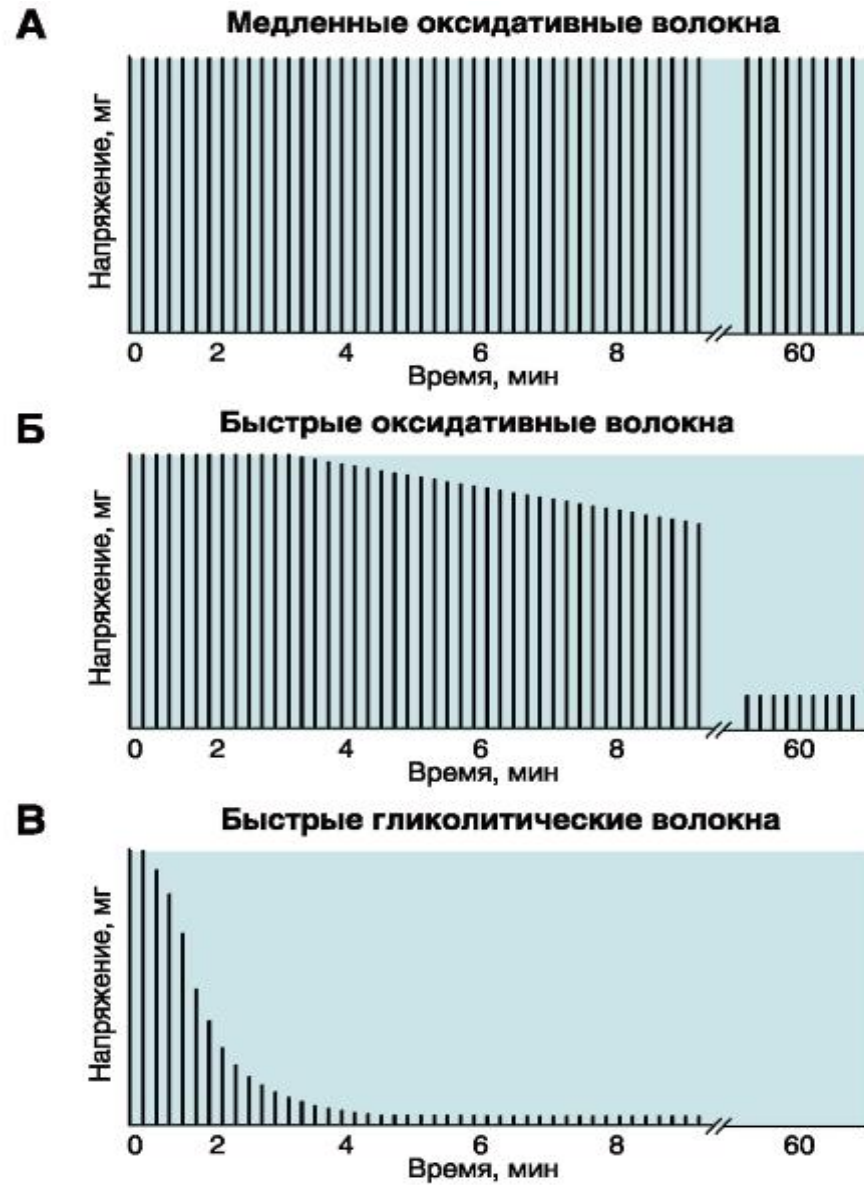 А
Медленные оксидативные волокна
Напряжение, мг
0 2 4 6 8 60
Время, мин
Б
Быстрые оксидативные волокна
Напряжение, мг
0 2 4 6 8 60
Время, мин
В
Быстрые гликолитические волокна
Напряжение, мг
0 2 4 6 8 60
Время, мин